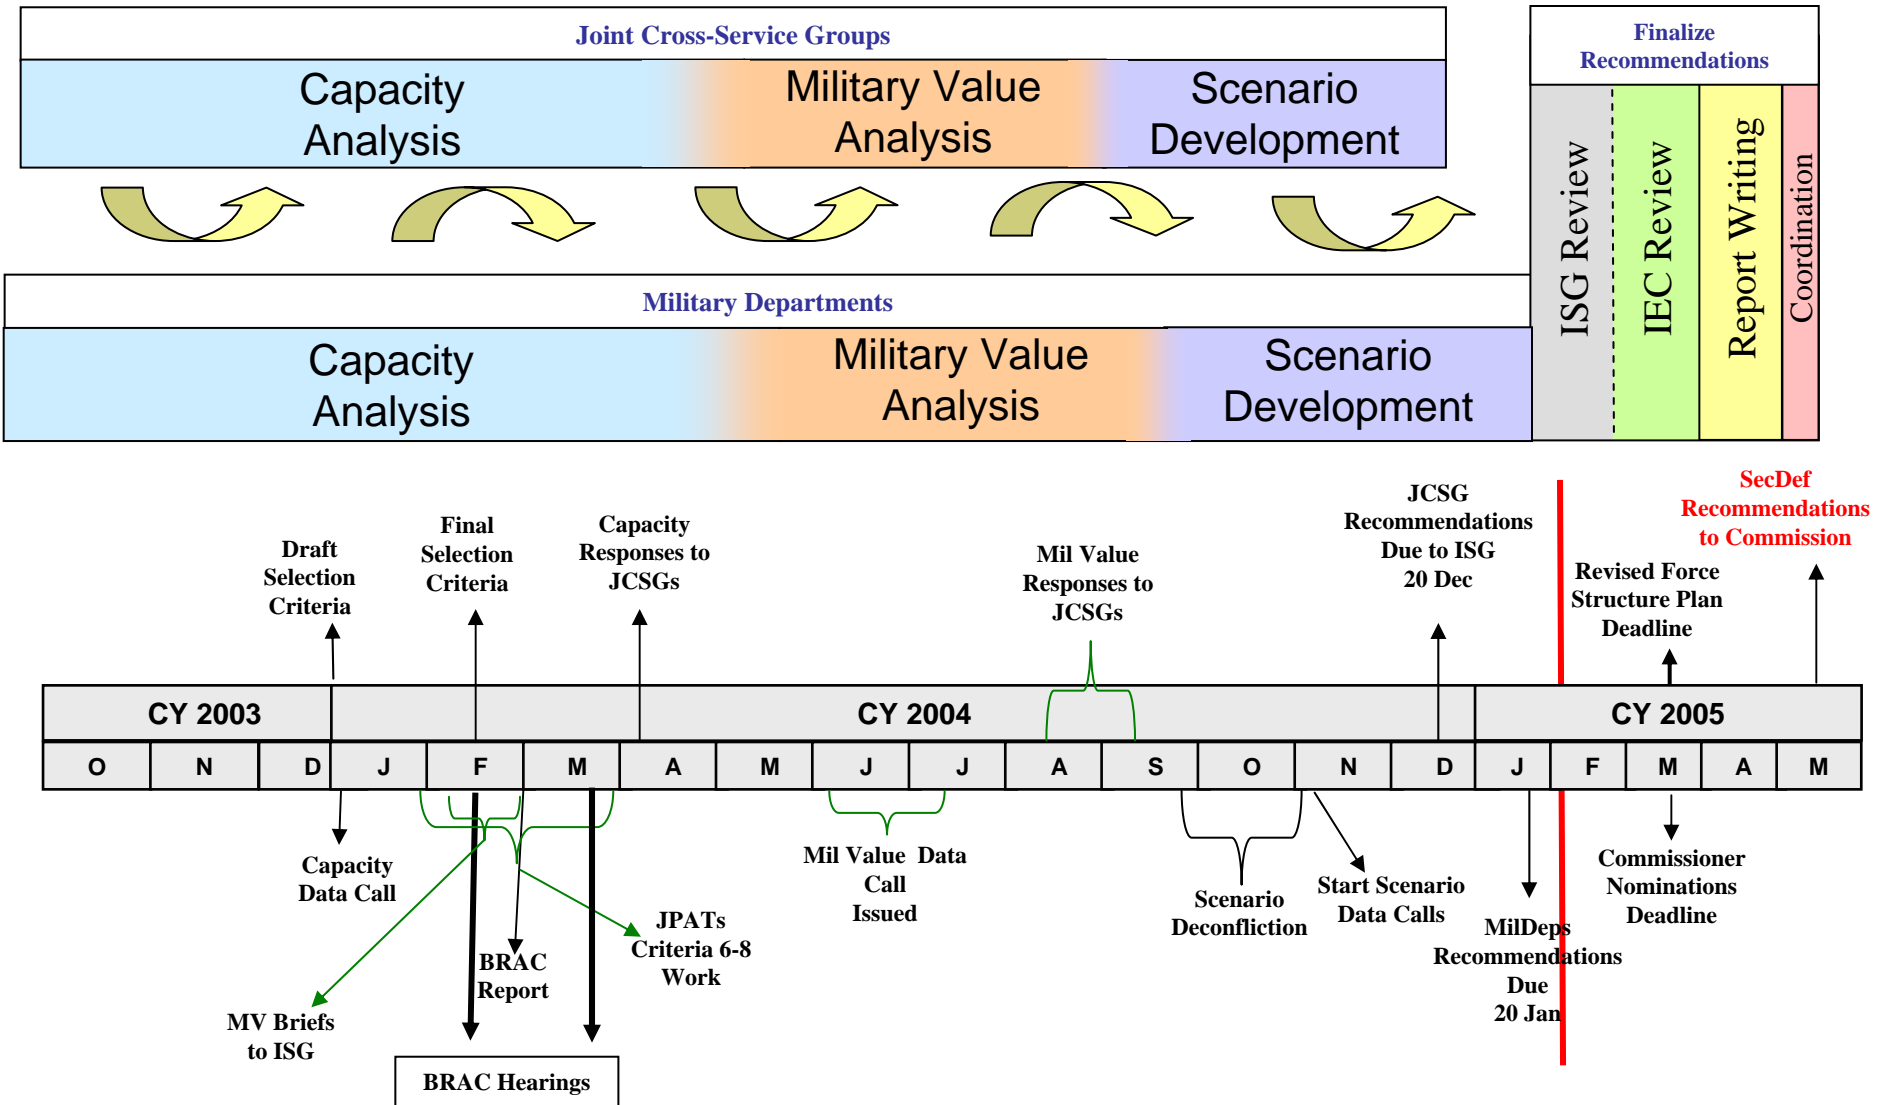 Joint Cross-Service Groups
Capacity
Analysis
Military Value
Analysis
Scenario
Development
Finalize
Recommendations
ISG Review
IEC Review
Report Writing
Coordination
Military Departments
Capacity
Analysis
Military Value
Analysis
Scenario
Development
Draft
Selection
Criteria
Final
Selection
Criteria
Capacity
Responses to
JCSGs
Mil Value
Responses to
JCSGs
JCSG
Recommendations
Due to ISG
20 Dec
Revised Force
Structure Plan
Deadline
SecDef
Recommendations
to Commission
CY 2003
CY 2004
CY 2005
O N D J F M A M J J A S O N D J F M A M
Capacity
Data Call
MV Briefs
to ISG
BRAC
Report
BRAC Hearings
JPATs
Criteria 6-8
Work
Mil Value Data
Call
Issued
Scenario
Deconfliction
Start Scenario
Data Calls
MilDeps
Recommendations
Due
20 Jan
Commissioner
Nominations
Deadline